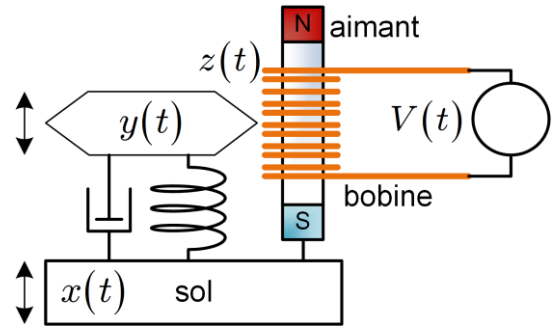 N aimant
z(t)
y(t)
V(t)
bobine
S
x(t) sol